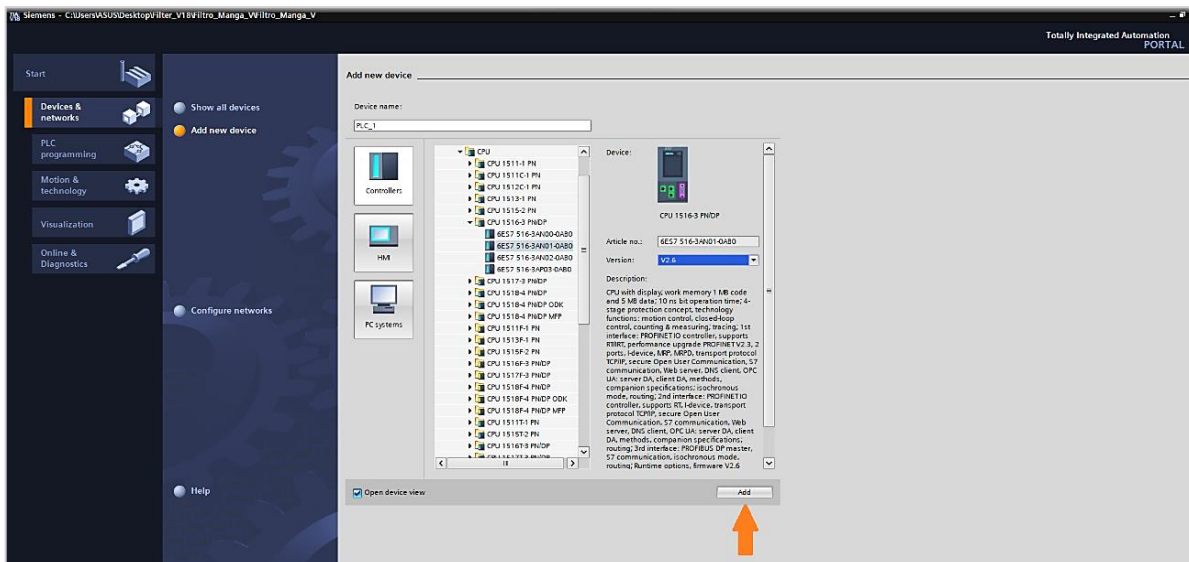 Siemens - C:\Users\ASUS\Desktop\Filter_V18\Filtro_Manga_V\Filtro_Manga_V
Totally Integrated Automation
PORTAL
Start
Devices &
networks
PLC
programming
Motion &
technology
Visualization
Online &
Diagnostics
Show all devices
Add new device
Configure networks
Help
Add new device
Device name:
PLC_1
Controllers
HMI
PC systems
CPU
CPU 1511-1 PN
CPU 1511C-1 PN
CPU 1512C-1 PN
CPU 1513-1 PN
CPU 1515-2 PN
CPU 1516-3 PN/DP
6ES7 516-3AN00-0AB0
6ES7 516-3AN01-0AB0
6ES7 516-3AN02-0AB0
6ES7 516-3AP03-0AB0
CPU 1517-3 PN/DP
CPU 1518-4 PN/DP
CPU 1518-4 PN/DP ODK
CPU 1518-4 PN/DP MFP
CPU 1511F-1 PN
CPU 1513F-1 PN
CPU 1515F-2 PN
CPU 1516F-3 PN/DP
CPU 1517F-3 PN/DP
CPU 1518F-4 PN/DP
CPU 1518F-4 PN/DP ODK
CPU 1518F-4 PN/DP MFP
CPU 1511T-1 PN
CPU 1515T-2 PN
CPU 1516T-3 PN/DP
CPU 1517T-3 PN/DP
Device:
CPU 1516-3 PN/DP
Article no.: 6ES7 516-3AN01-0AB0
Version: V2.6
Description:
CPU with display; work memory 1 MB code
and 5 MB data; 10 ns bit operation time; 4-
stage protection concept, technology
functions: motion control, closed-loop
control, counting & measuring; tracing; 1st
interface: PROFINET IO controller, supports
RT/IRT, performance upgrade PROFINET V2.3, 2
ports, I-device, MRP, MRPD, transport protocol
TCP/IP, secure Open User Communication, S7
communication, Web server, DNS client, OPC
UA: server DA, client DA, methods,
companion specifications; isochronous
mode, routing; 2nd interface: PROFINET IO
controller, supports RT, I-device, transport
protocol TCP/IP, secure Open User
Communication, S7 communication, Web
server, DNS client, OPC UA: server DA, client
DA, methods, companion specifications,
routing; 3rd interface: PROFIBUS DP master,
S7 communication, isochronous mode,
routing; Runtime options, firmware V2.6
Open device view
Add